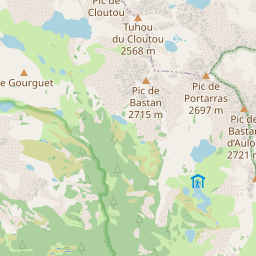 Pic de
Cloutou
Tuhou
du Cloutou
2568 m
e Gourguet
Pic de
Bastan
2715 m
Pic de
Portarras
2697 m
Pic de
Bastan
d'Aulo
2721 m